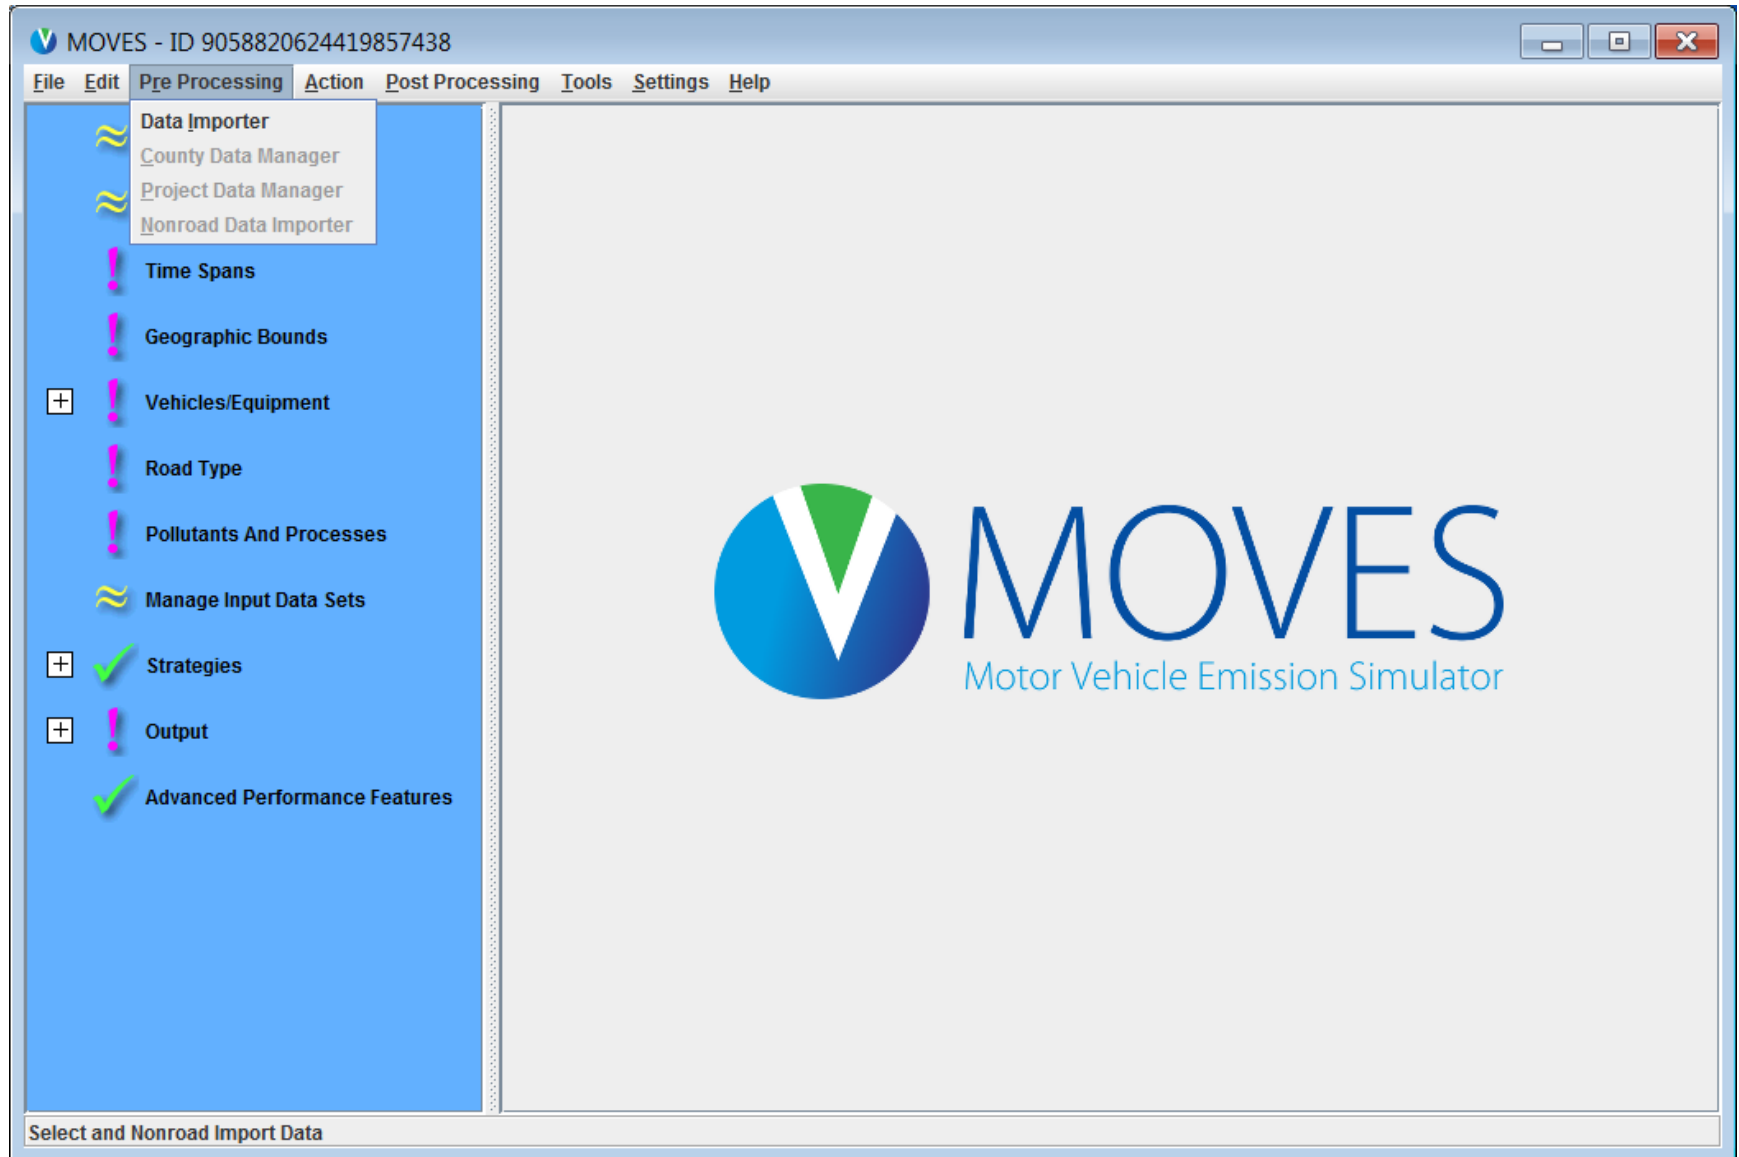 MOVES - ID 9058820624419857438
File Edit Pre Processing Action Post Processing Tools Settings Help
Data Importer
County Data Manager
Project Data Manager
Nonroad Data Importer
Time Spans
Geographic Bounds
Vehicles/Equipment
Road Type
Pollutants And Processes
Manage Input Data Sets
Strategies
Output
Advanced Performance Features
MOVES
Motor Vehicle Emission Simulator
Select and Nonroad Import Data